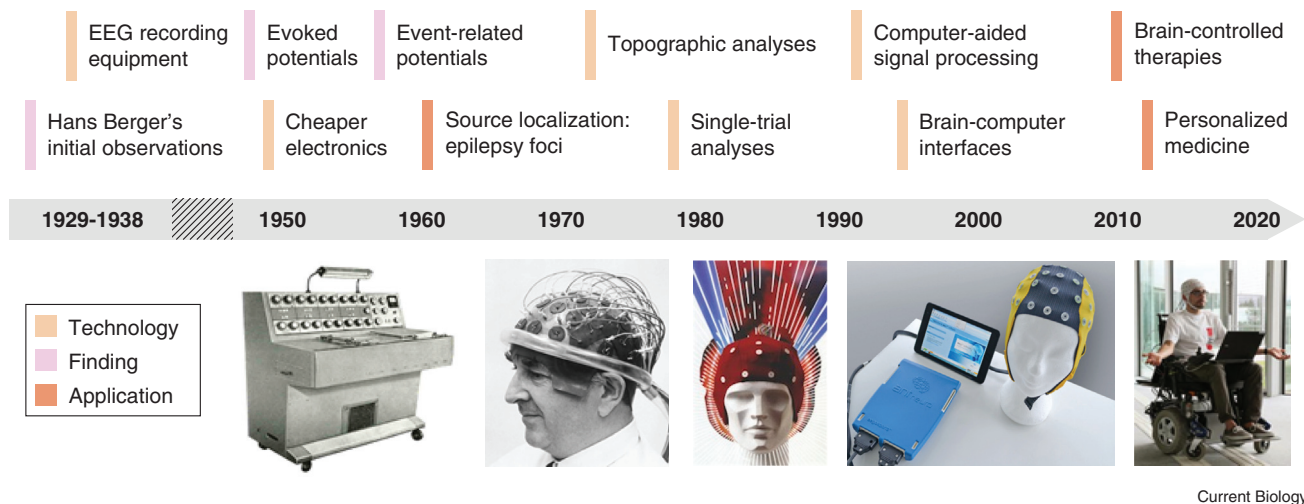 EEG recording
equipment
Evoked
potentials
Event-related
potentials
Topographic analyses
Computer-aided
signal processing
Brain-controlled
therapies
Hans Berger's
initial observations
Cheaper
electronics
Source localization:
epilepsy foci
Single-trial
analyses
Brain-computer
interfaces
Personalized
medicine
1929-1938 1950 1960 1970 1980 1990 2000 2010 2020
Technology
Finding
Application
Current Biology